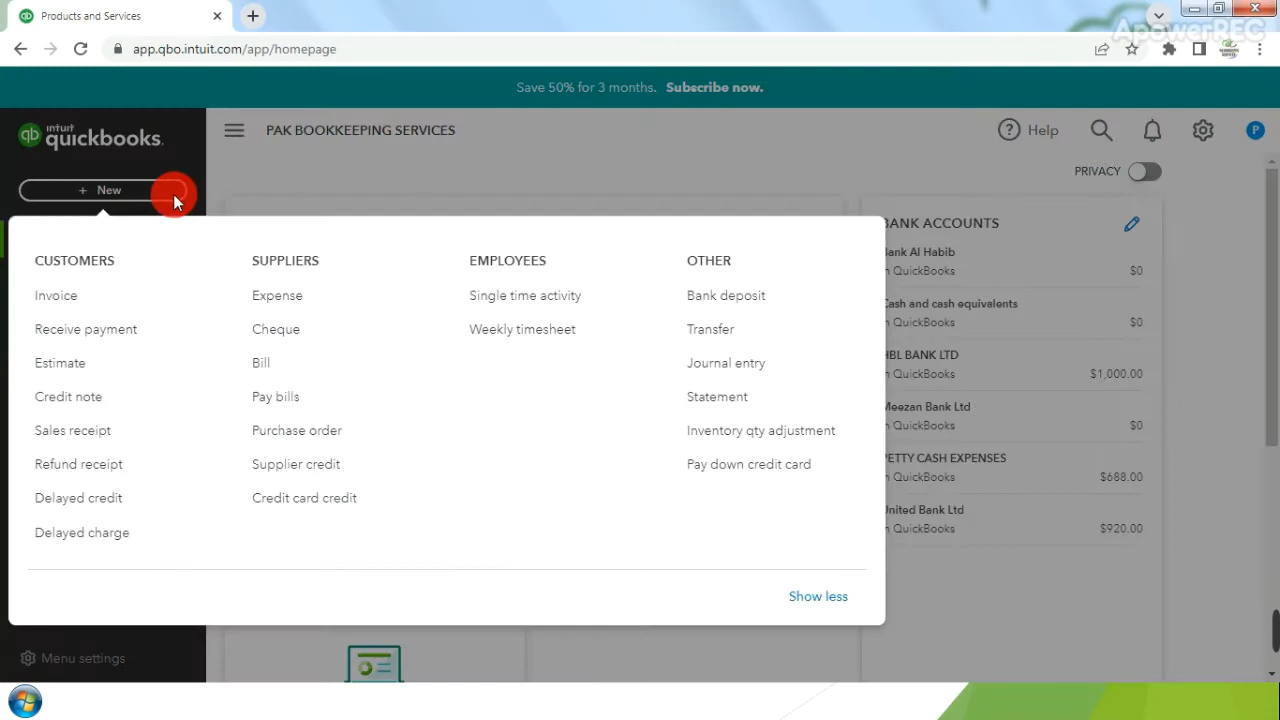 Products and Services
ApowerREC
app.qbo.intuit.com/app/homepage
Save 50% for 3 months. Subscribe now.
qb intuit quickbooks.
PAK BOOKKEEPING SERVICES
Help
P
+ New
PRIVACY
CUSTOMERS
Invoice
Receive payment
Estimate
Credit note
Sales receipt
Refund receipt
Delayed credit
Delayed charge
SUPPLIERS
Expense
Cheque
Bill
Pay bills
Purchase order
Supplier credit
Credit card credit
EMPLOYEES
Single time activity
Weekly timesheet
OTHER
Bank deposit
Transfer
Journal entry
Statement
Inventory qty adjustment
Pay down credit card
Show less
BANK ACCOUNTS
Bank Al Habib
n QuickBooks $0
Cash and cash equivalents
n QuickBooks $0
HBL BANK LTD
n QuickBooks $1,000.00
Meezan Bank Ltd
n QuickBooks $0
PETTY CASH EXPENSES
n QuickBooks $688.00
United Bank Ltd
n QuickBooks $920.00
Menu settings